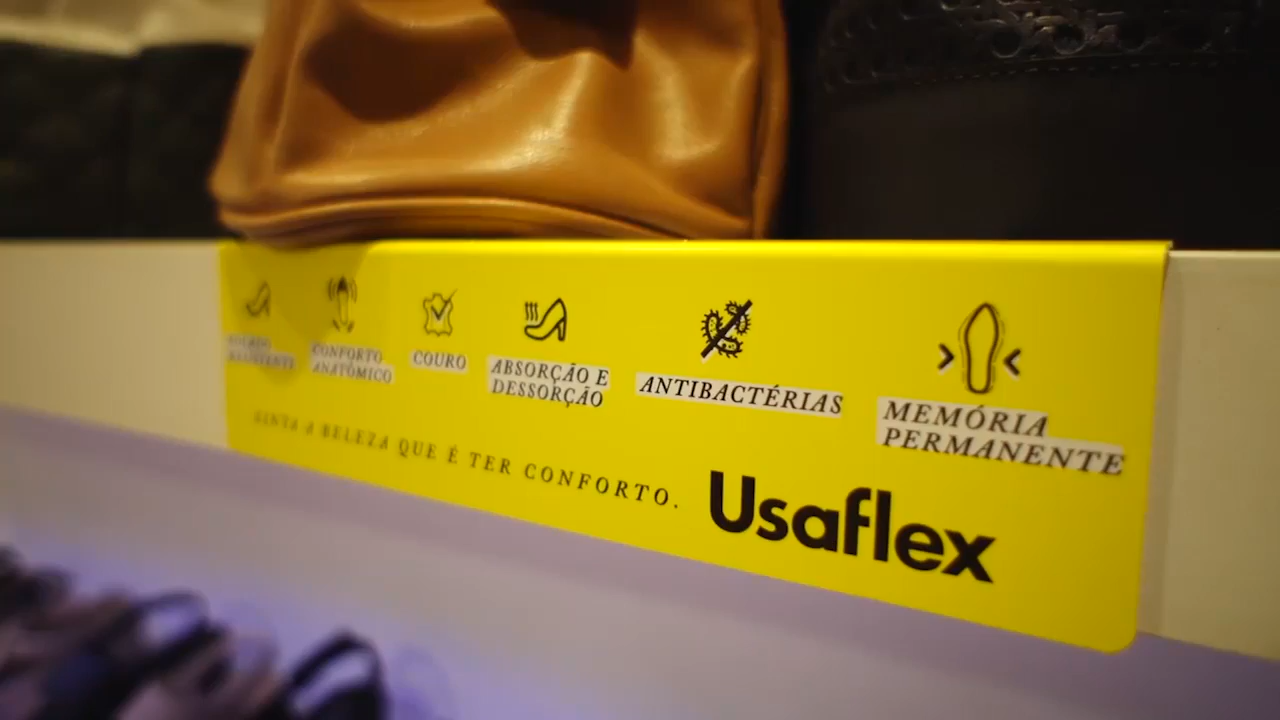 CONFORTO
ANATÔMICO
COURO
ABSORÇÃO E
DESSORÇÃO
ANTIBACTÉRIAS
MEMÓRIA
PERMANENTE
SINTA A BELEZA QUE É TER CONFORTO.
Usaflex